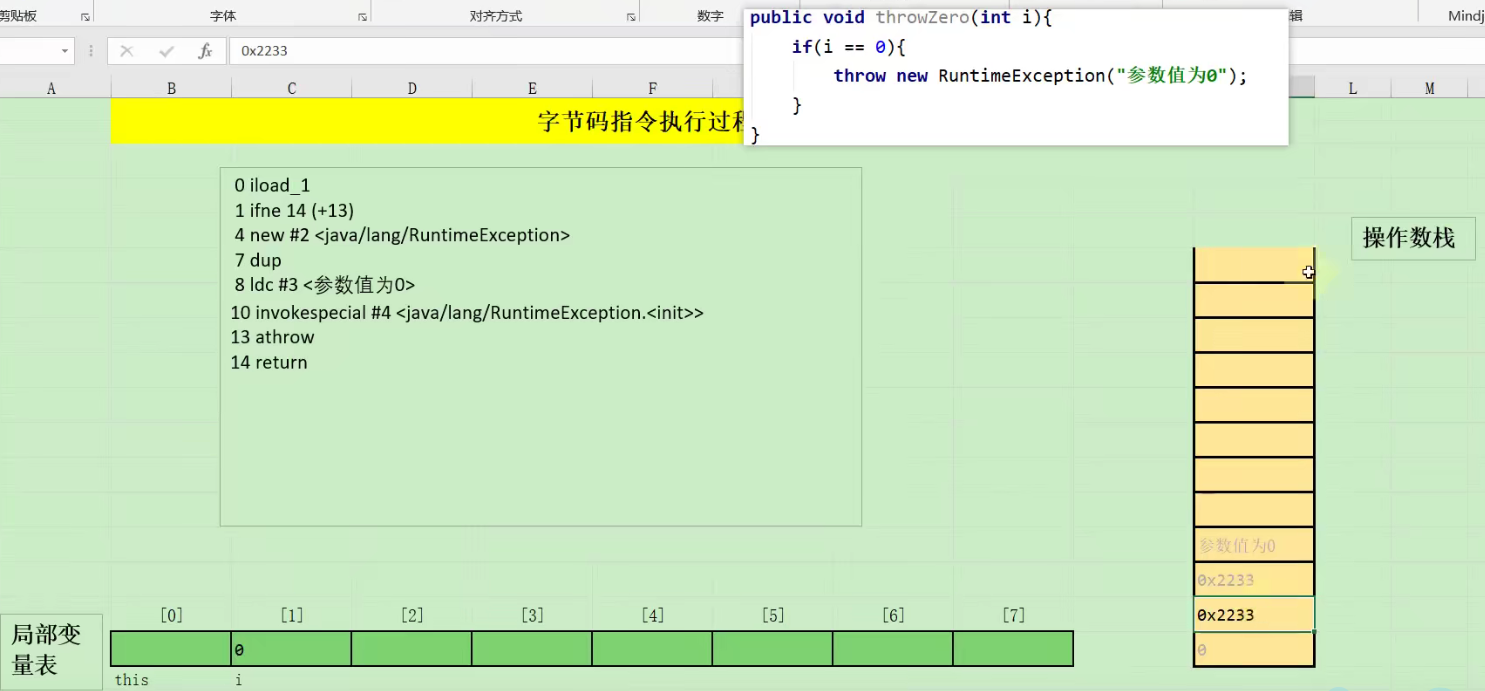 剪贴板
字体
对齐方式
数字
辑
Mindj
fx
0x2233
public void throwZero(int i){
if(i == 0){
throw new RuntimeException("参数值为0");
}
}
A B C D E F L M
字节码指令执行过程
0 iload_1
1 ifne 14 (+13)
4 new #2 <java/lang/RuntimeException>
7 dup
8 ldc #3 <参数值为0>
10 invokespecial #4 <java/lang/RuntimeException.<init>>
13 athrow
14 return
操作数栈
参数值为0
0x2233
0x2233
0
[0] [1] [2] [3] [4] [5] [6] [7]
局部变
量表
0
this i